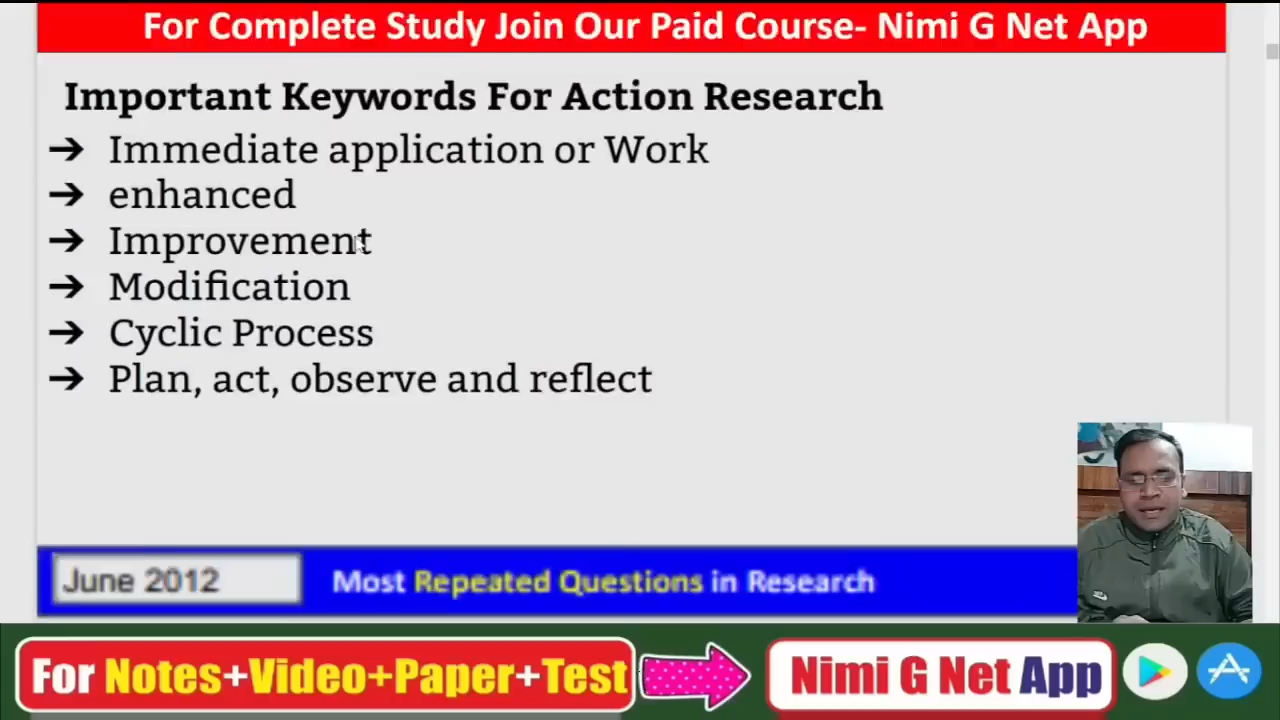 For Complete Study Join Our Paid Course- Nimi G Net App
Important Keywords For Action Research
➔ Immediate application or Work
➔ enhanced
➔ Improvement
➔ Modification
➔ Cyclic Process
➔ Plan, act, observe and reflect
June 2012
Most Repeated Questions in Research
For Notes+Video+Paper+Test
Nimi G Net App